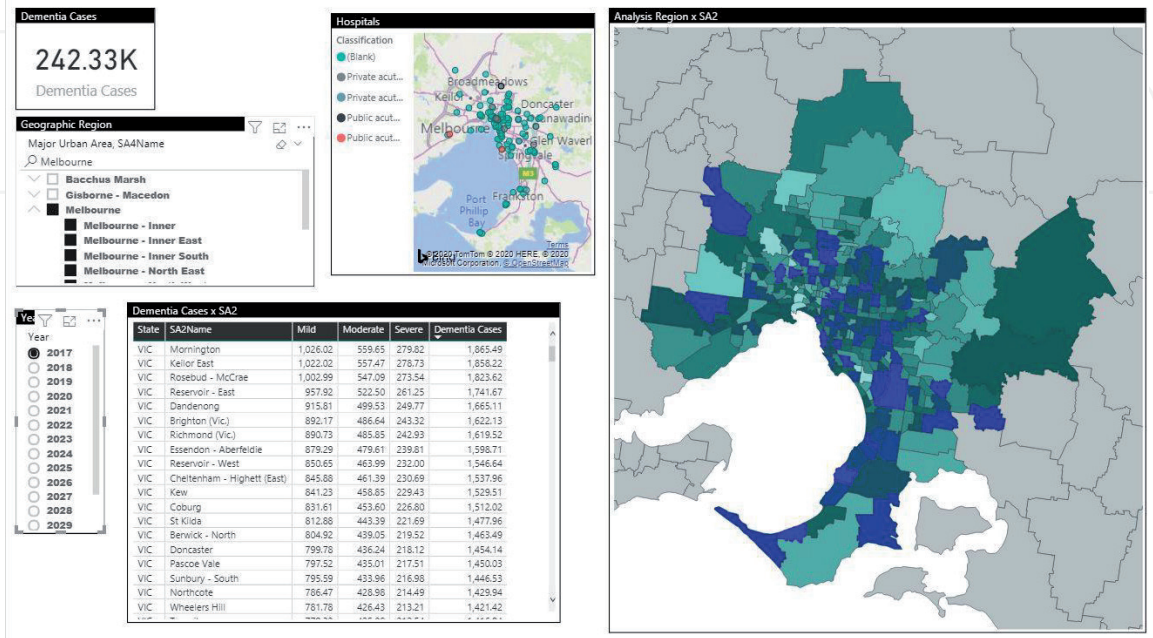 Dementia Cases
242.33K
Dementia Cases
Geographic Region
Major Urban Area, SA4Name
Melbourne
Bacchus Marsh
Gisborne - Macedon
Melbourne
Melbourne - Inner
Melbourne - Inner East
Melbourne - Inner South
Melbourne - North East
Hospitals
Classification
(Blank)
Private acut...
Private acut...
Public acut...
Public acut...
Broadmeadows
Keilor
Doncaster
Melbourne
Glen Waverl
Springvale
M3
Port
Phillip
Bay
Frankston
Terms
© 2020 TomTom © 2020 HERE, © 2020
Microsoft Corporation, © OpenStreetMap
Year
2017
2018
2019
2020
2021
2022
2023
2024
2025
2026
2027
2028
2029
Dementia Cases x SA2
State SA2Name Mild Moderate Severe Dementia Cases
VIC Mornington 1,026.02 559.65 279.82 1,865.49
VIC Keilor East 1,022.02 557.47 278.73 1,858.22
VIC Rosebud - McCrae 1,002.99 547.09 273.54 1,823.62
VIC Reservoir - East 957.92 522.50 261.25 1,741.67
VIC Dandenong 915.81 499.53 249.77 1,665.11
VIC Brighton (Vic.) 892.17 486.64 243.32 1,622.13
VIC Richmond (Vic.) 890.73 485.85 242.93 1,619.52
VIC Essendon - Aberfeldie 879.29 479.61 239.81 1,598.71
VIC Reservoir - West 850.65 463.99 232.00 1,546.64
VIC Cheltenham - Highett (East) 845.88 461.39 230.69 1,537.96
VIC Kew 841.23 458.85 229.43 1,529.51
VIC Coburg 831.61 453.60 226.80 1,512.02
VIC St Kilda 812.88 443.39 221.69 1,477.96
VIC Berwick - North 804.92 439.05 219.52 1,463.49
VIC Doncaster 799.78 436.24 218.12 1,454.14
VIC Pascoe Vale 797.52 435.01 217.51 1,450.03
VIC Sunbury - South 795.59 433.96 216.98 1,446.53
VIC Northcote 786.47 428.98 214.49 1,429.94
VIC Wheelers Hill 781.78 426.43 213.21 1,421.42
Analysis Region x SA2